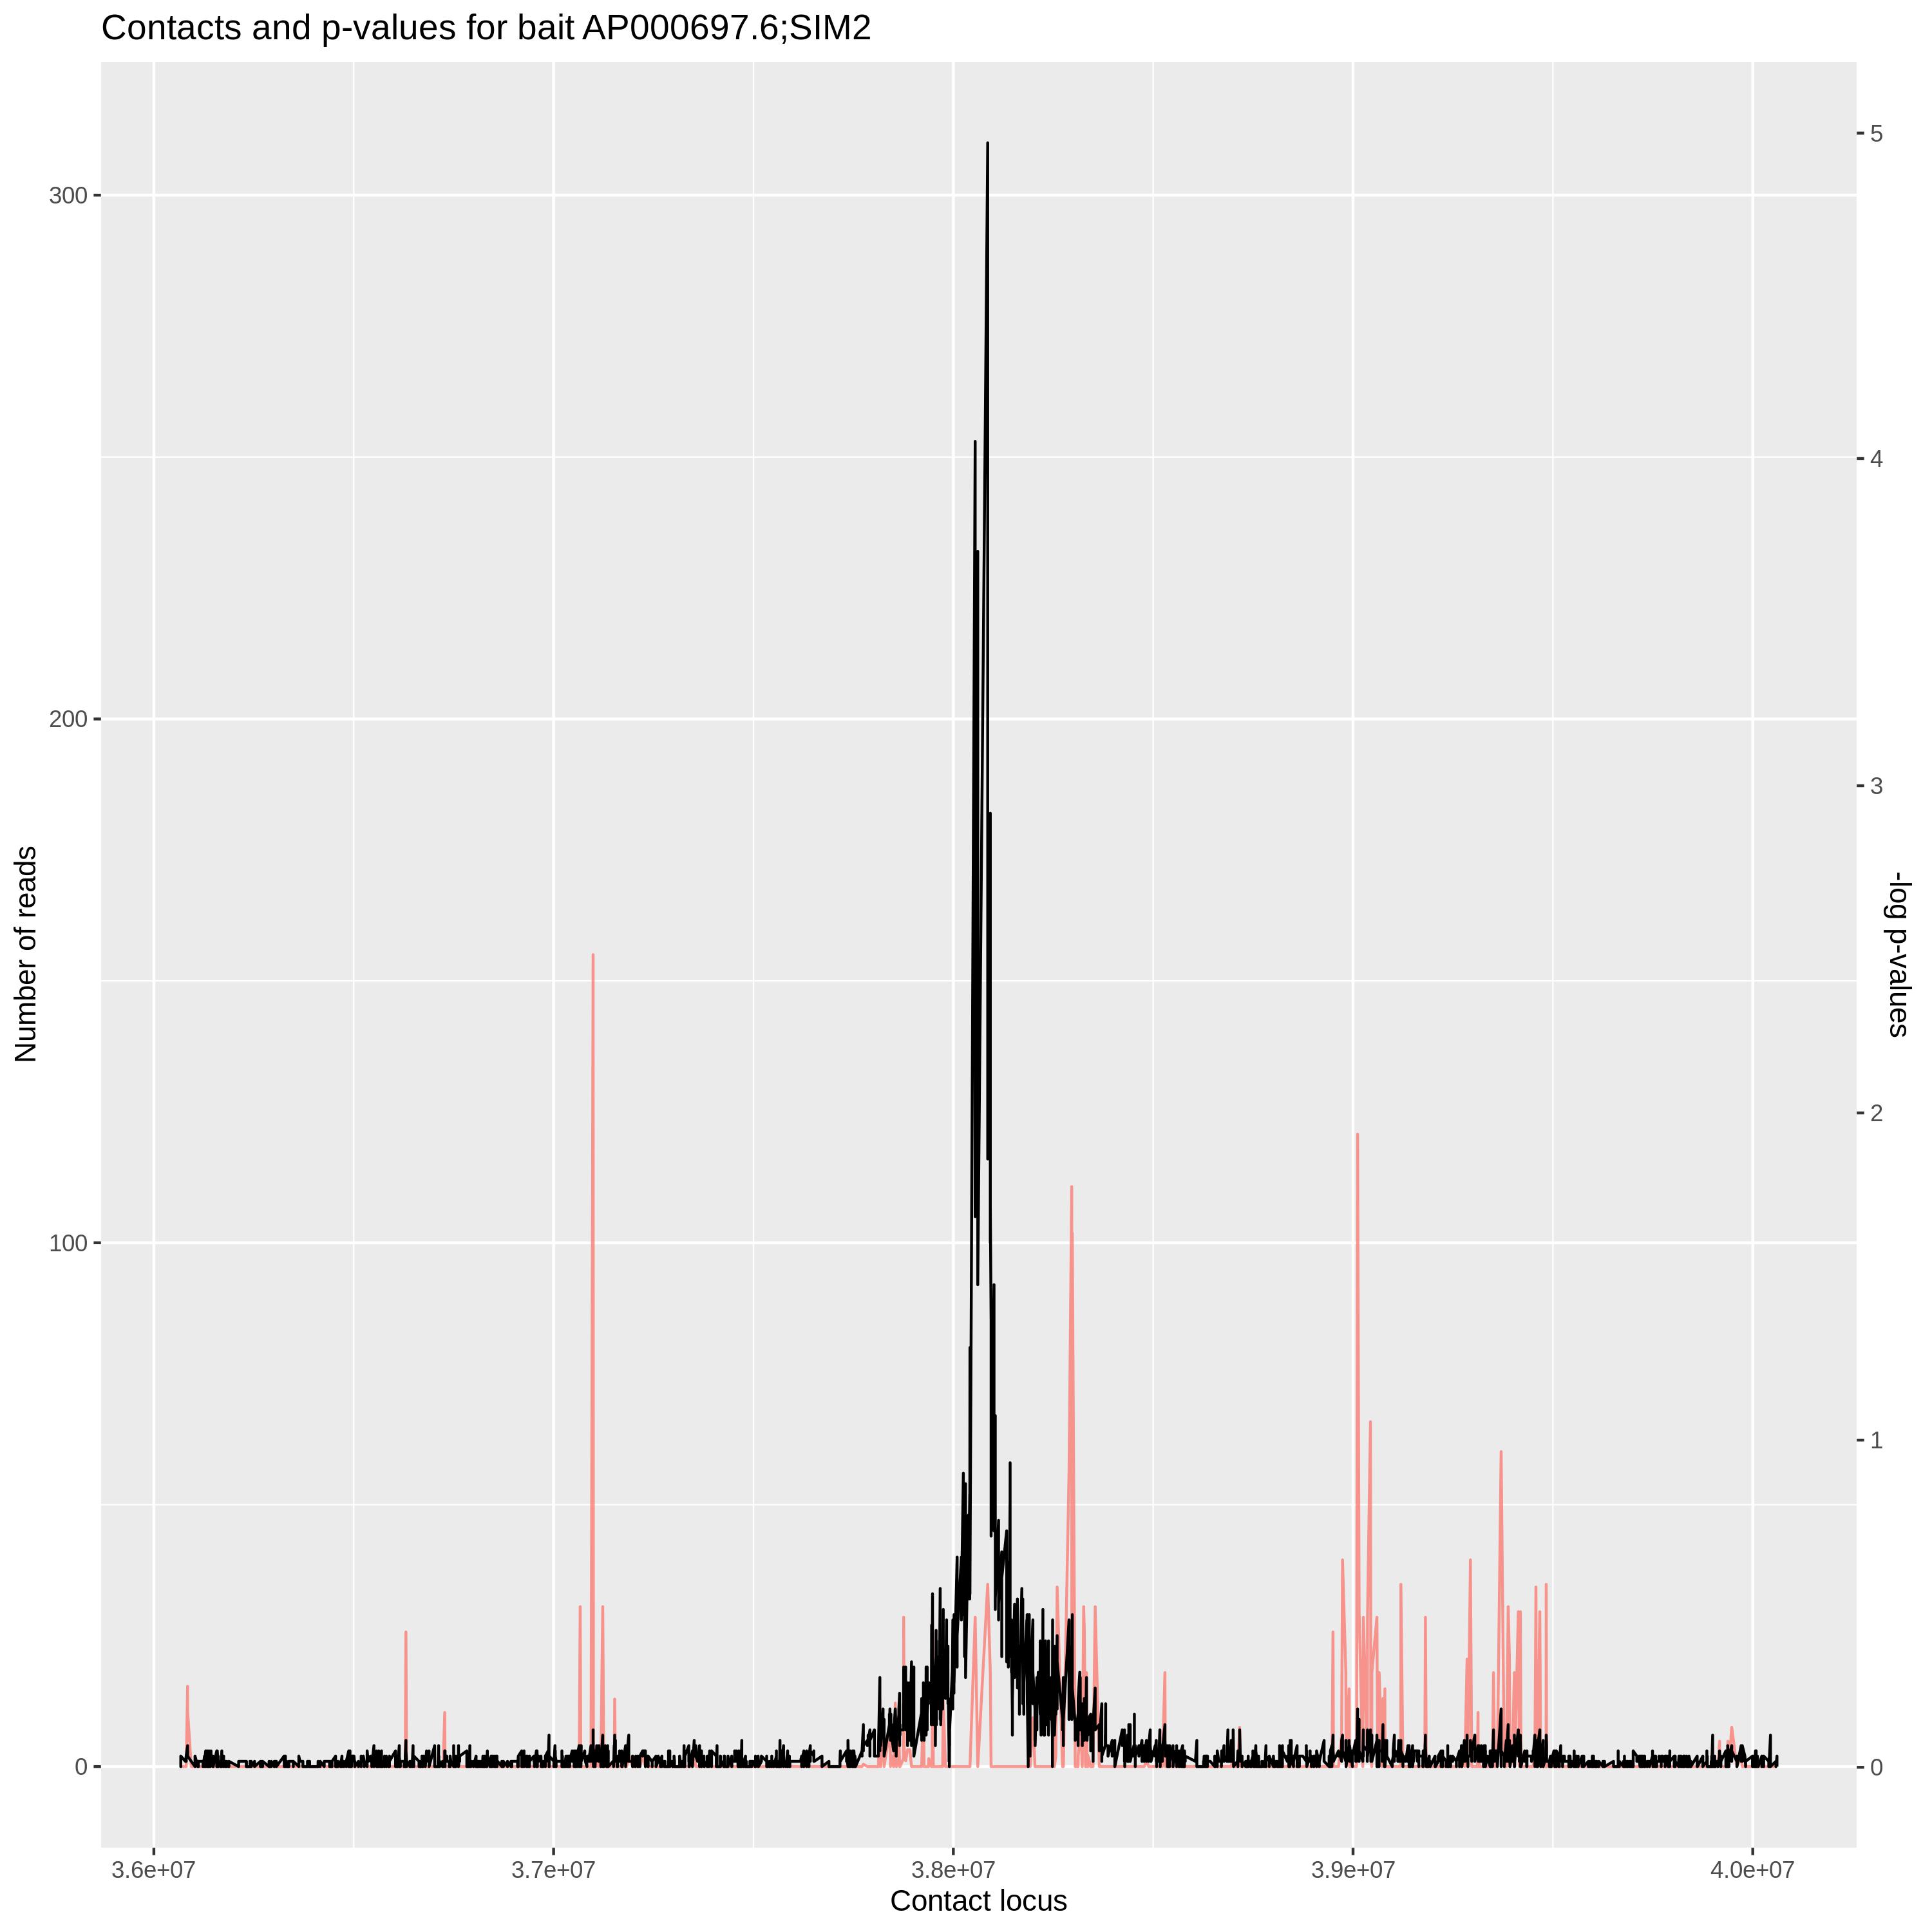 Contacts and p-values for bait AP000697.6;SIM2
300
200
100
0
Number of reads
5
4
3
2
1
0
-log p-values
3.6e+07
3.7e+07
3.8e+07
3.9e+07
4.0e+07
Contact locus